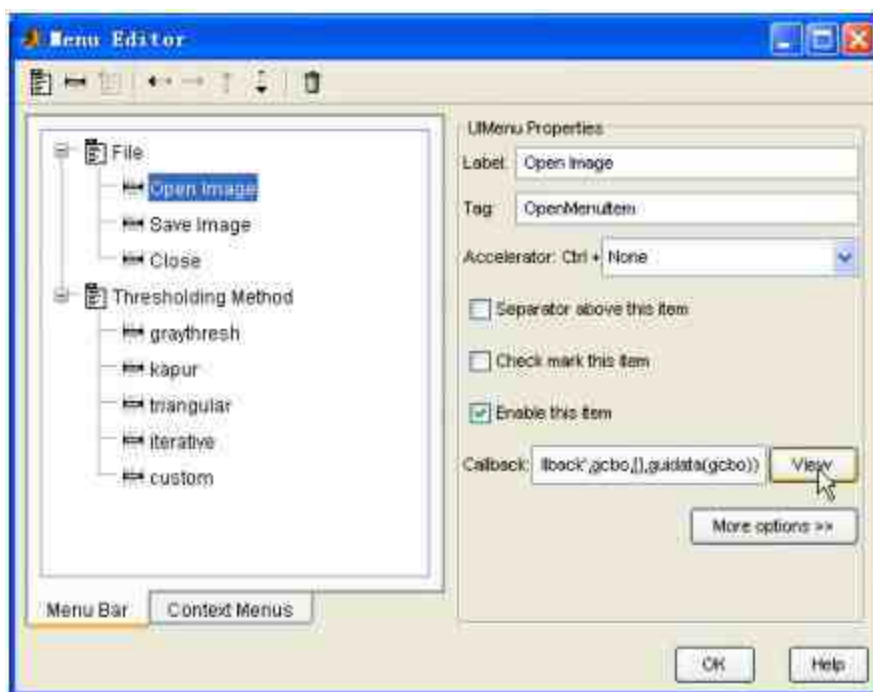 Menu Editor
File
Open Image
Save Image
Close
Thresholding Method
graythresh
kapur
triangular
iterative
custom
Menu Bar
Context Menus
UIMenu Properties
Label:
Open Image
Tag:
OpenMenuItem
Accelerator: Ctrl +
None
Separator above this item
Check mark this item
Enable this item
Callback:
llback',gcbo,[],guidata(gcbo))
View
More options >>
OK
Help